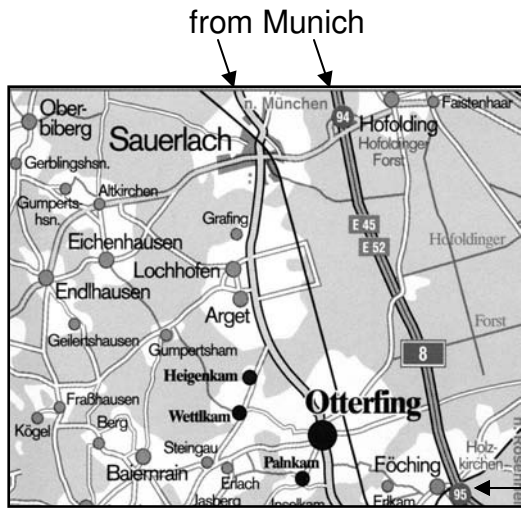 from Munich
n. München
Ober-
biberg
94
Faistenhaar
Hofolding
Sauerlach
Hofoldinger
Forst
Gerblingshsn.
Gumperts-
hsn.
Altkirchen
Grafing
E 45
E 52
Eichenhausen
Hofoldinger
Lochhofen
Endlhausen
Arget
Forst
Geilertshausen
Gumpertsham
8
Heigenkam
Fraßhausen
Wettlkam
Otterfing
Kögel
Berg
Steingau
Holz-
kirchen
Baiernrain
Palnkam
Föching
Erlach
Erlkam
95